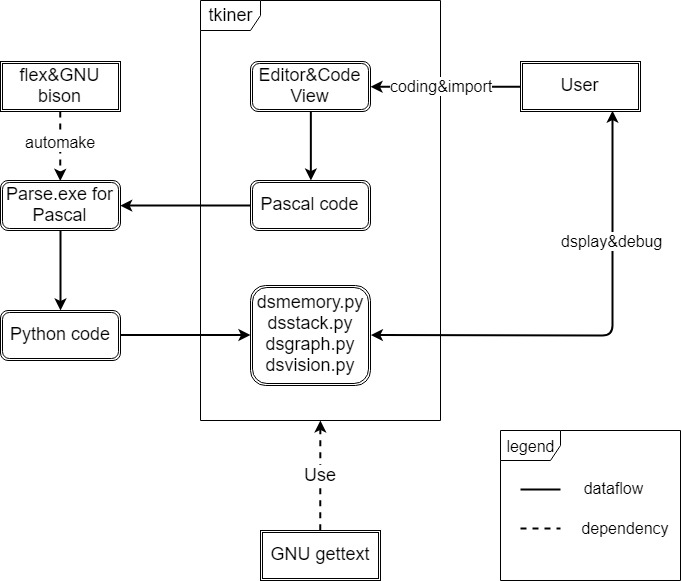 tkiner
flex&GNU
bison
Editor&Code
View
coding&import
User
automake
Parse.exe for
Pascal
Pascal code
dsplay&debug
Python code
dsmemory.py
dsstack.py
dsgraph.py
dsvision.py
Use
GNU gettext
legend
dataflow
dependency